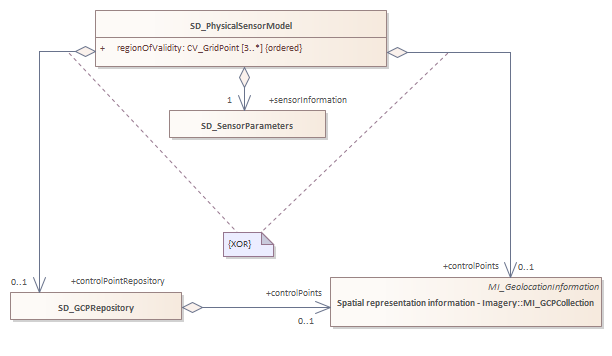 SD_PhysicalSensorModel
+ regionOfValidity: CV_GridPoint [3..*] {ordered}
1 +sensorInformation
SD_SensorParameters
{XOR}
+controlPoints 0..1
0..1 +controlPointRepository
MI_GeolocationInformation
+controlPoints
SD_GCPRepository
Spatial representation information - Imagery::MI_GCPCollection
0..1